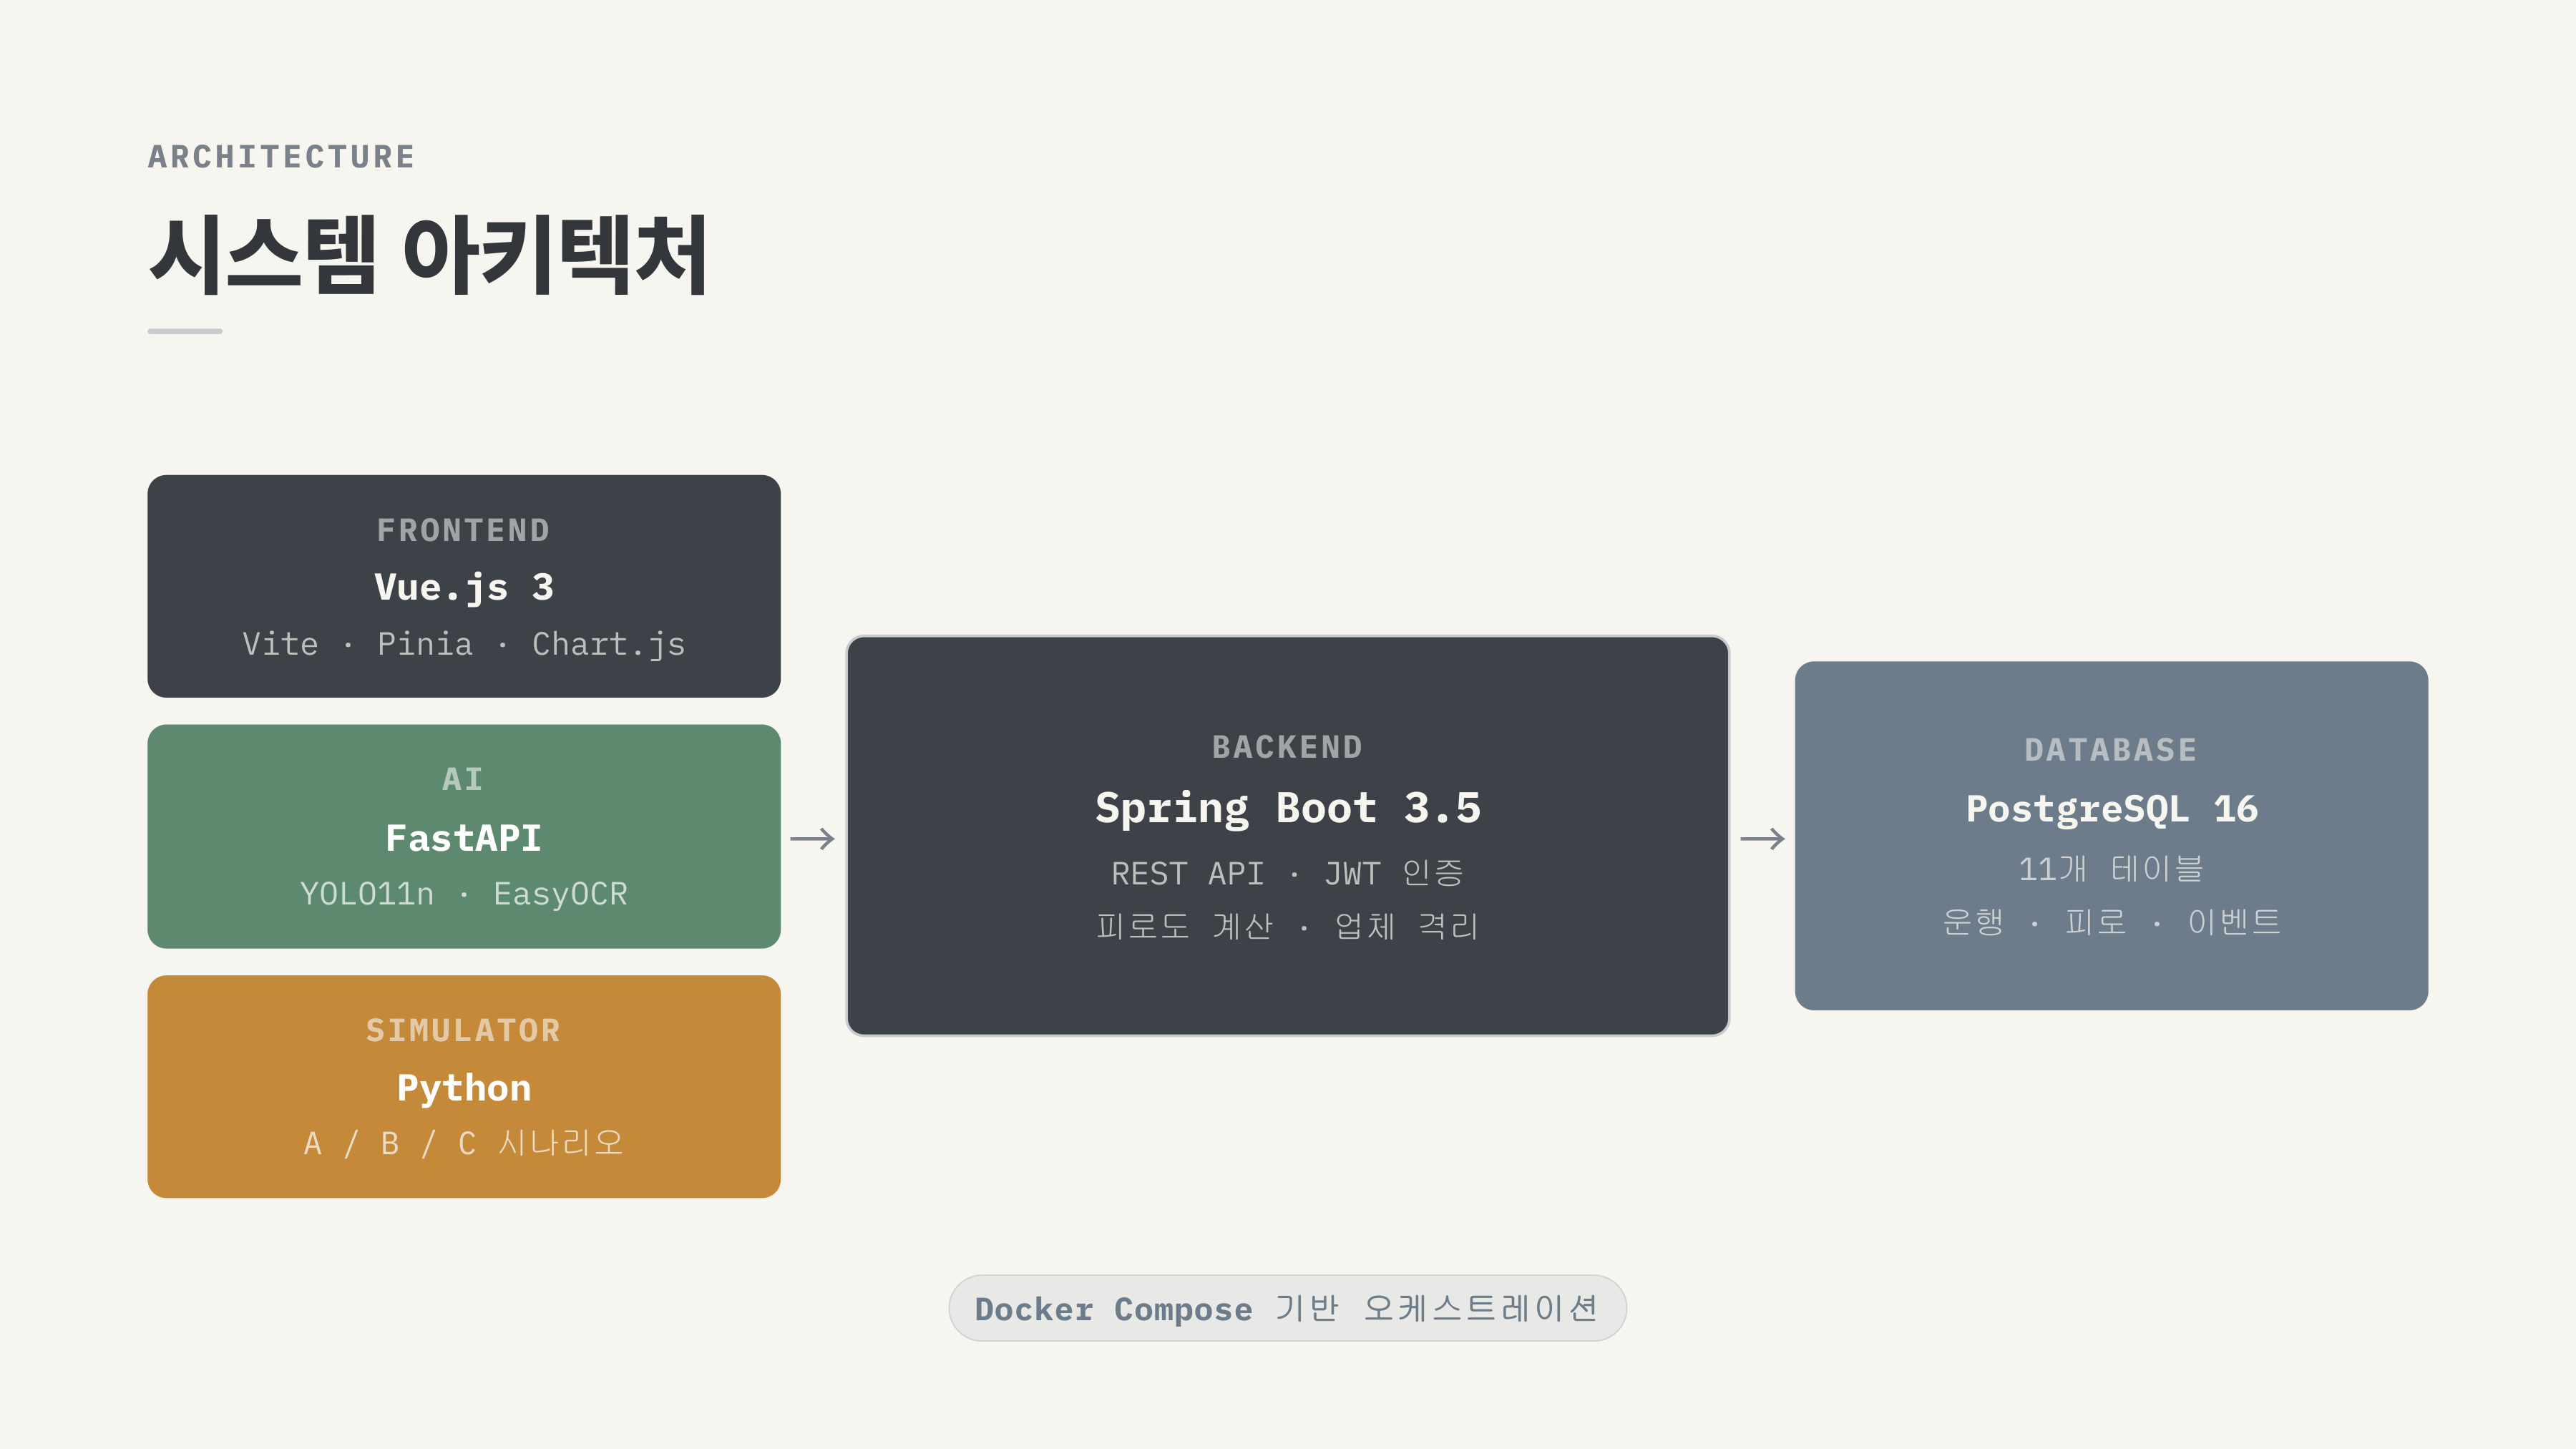 ARCHITECTURE
시스템 아키텍처
FRONTEND
Vue.js 3
Vite · Pinia · Chart.js
AI
FastAPI
YOLO11n · EasyOCR
SIMULATOR
Python
A / B / C 시나리오
→
BACKEND
Spring Boot 3.5
REST API · JWT 인증
피로도 계산 · 업체 격리
→
DATABASE
PostgreSQL 16
11개 테이블
운행 · 피로 · 이벤트
Docker Compose 기반 오케스트레이션